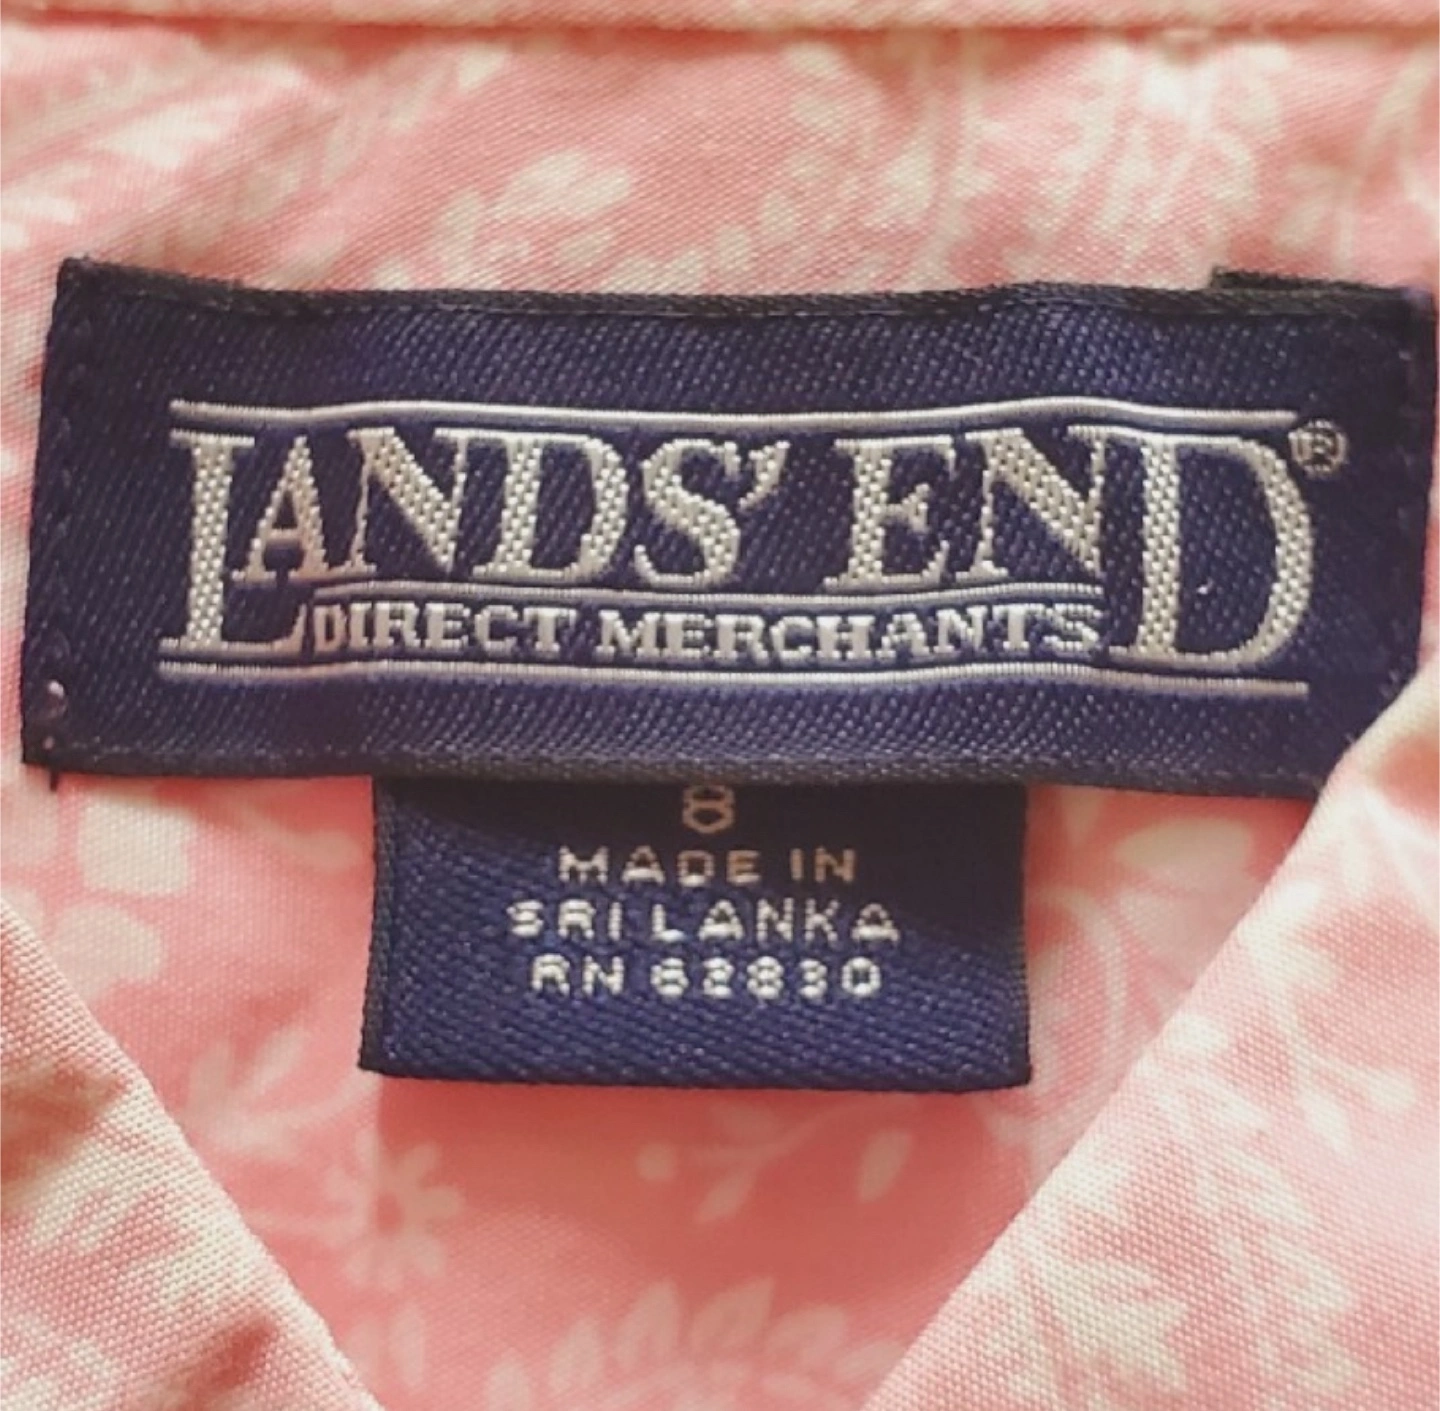 LANDS' END®
DIRECT MERCHANTS
8
MADE IN
SRI LANKA
RN 62830